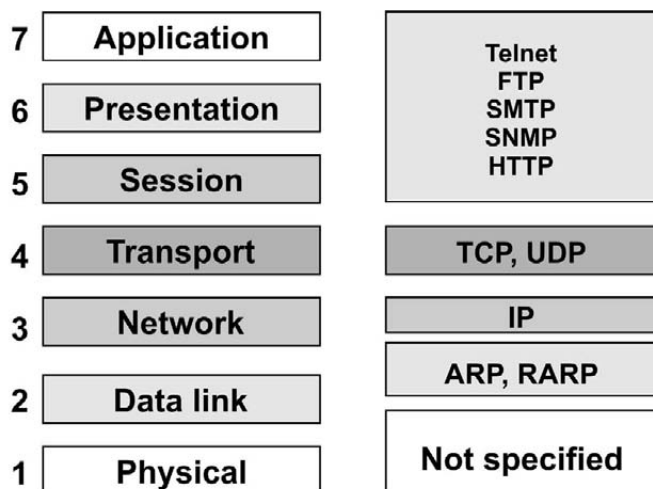 7 Application
6 Presentation
5 Session
4 Transport
3 Network
2 Data link
1 Physical
Telnet
FTP
SMTP
SNMP
HTTP
TCP, UDP
IP
ARP, RARP
Not specified